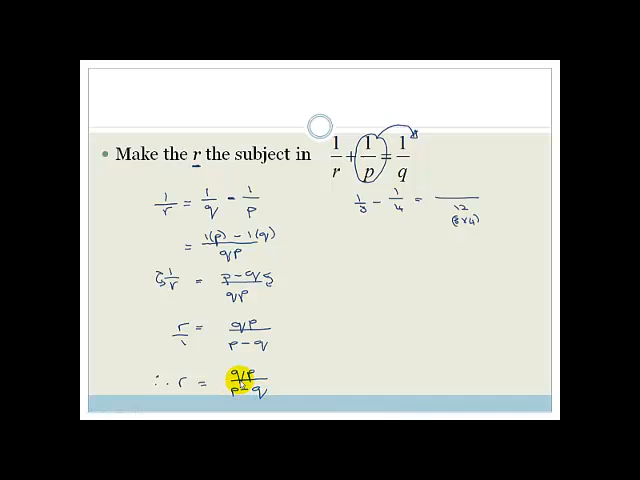 • Make the r the subject in 1/r + 1/p = 1/q
1/r = 1/q - 1/p
1/3 - 1/4 = /12
(3×4)
= 1(p) - 1(q) / qp
1/r = p - q / qp
r/1 = qp / p - q
∴ r = qp / p - q